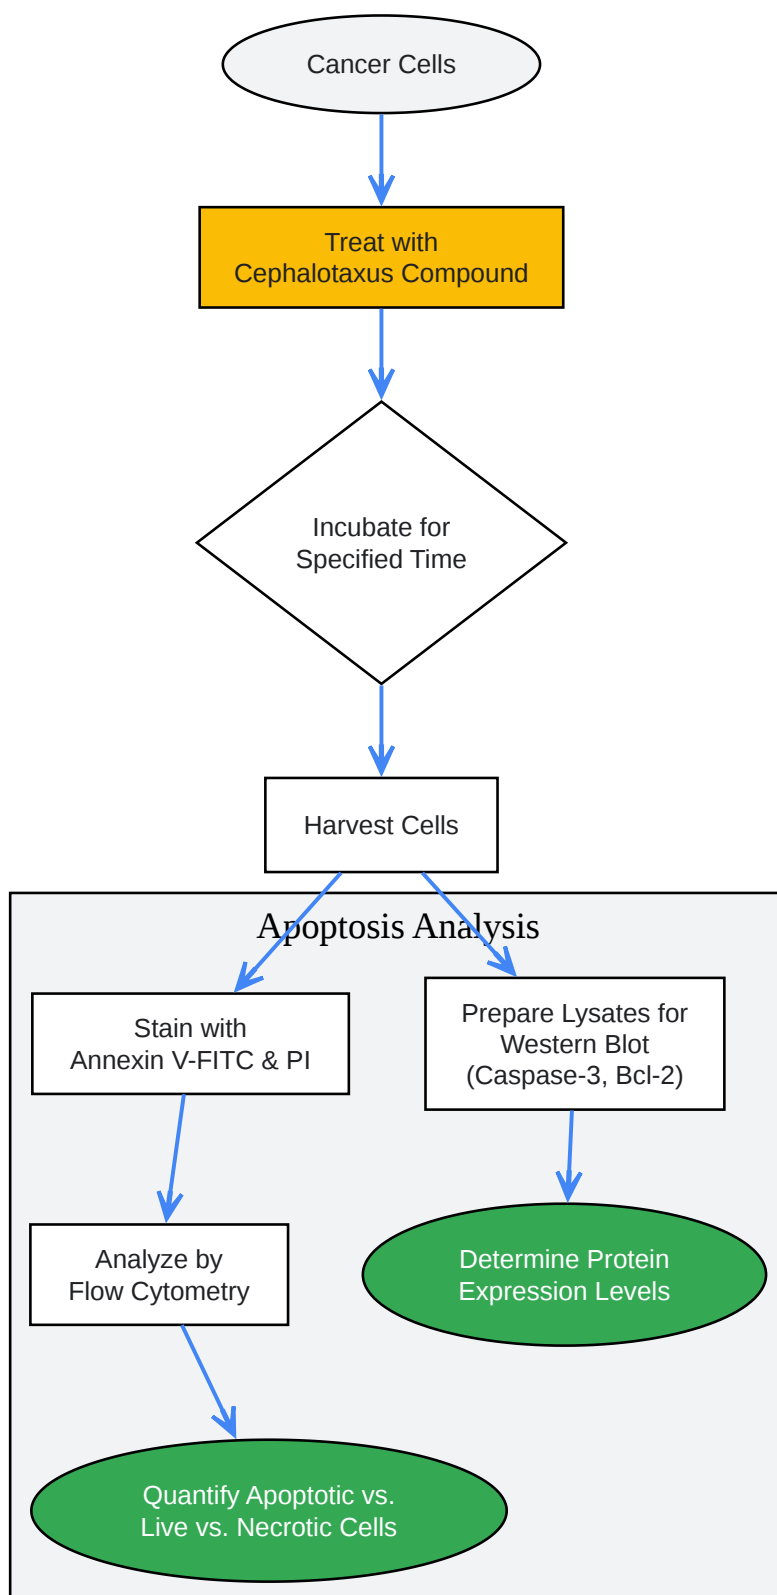 Cancer Cells
Treat with
Cephalotaxus Compound
Incubate for
Specified Time
Harvest Cells
Apoptosis Analysis
Stain with
Annexin V-FITC & PI
Prepare Lysates for
Western Blot
(Caspase-3, Bcl-2)
Analyze by
Flow Cytometry
Determine Protein
Expression Levels
Quantify Apoptotic vs.
Live vs. Necrotic Cells